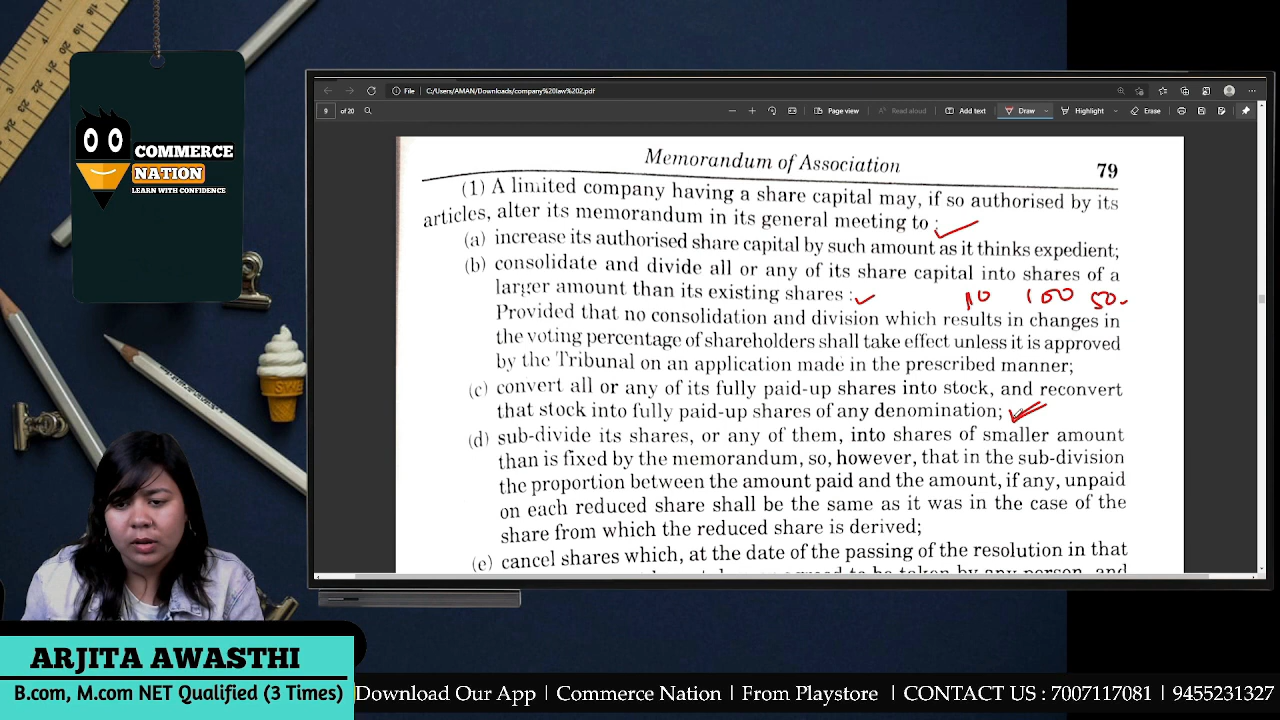 COMMERCE
NATION
LEARN WITH CONFIDENCE
File | C:/Users/AMAN/Downloads/company%20law%202.pdf
9 of 20
Page view
Read aloud
Add text
Draw
Highlight
Erase
Memorandum of Association 79
(1) A limited company having a share capital may, if so authorised by its
articles, alter its memorandum in its general meeting to :
(a) increase its authorised share capital by such amount as it thinks expedient;
(b) consolidate and divide all or any of its share capital into shares of a
larger amount than its existing shares :
10 100 50
Provided that no consolidation and division which results in changes in
the voting percentage of shareholders shall take effect unless it is approved
by the Tribunal on an application made in the prescribed manner;
(c) convert all or any of its fully paid-up shares into stock, and reconvert
that stock into fully paid-up shares of any denomination;
(d) sub-divide its shares, or any of them, into shares of smaller amount
than is fixed by the memorandum, so, however, that in the sub-division
the proportion between the amount paid and the amount, if any, unpaid
on each reduced share shall be the same as it was in the case of the
share from which the reduced share is derived;
(e) cancel shares which, at the date of the passing of the resolution in that
SWE
ARJITA AWASTHI
B.com, M.com NET Qualified (3 Times)
Download Our App | Commerce Nation | From Playstore | CONTACT US : 7007117081 | 9455231327